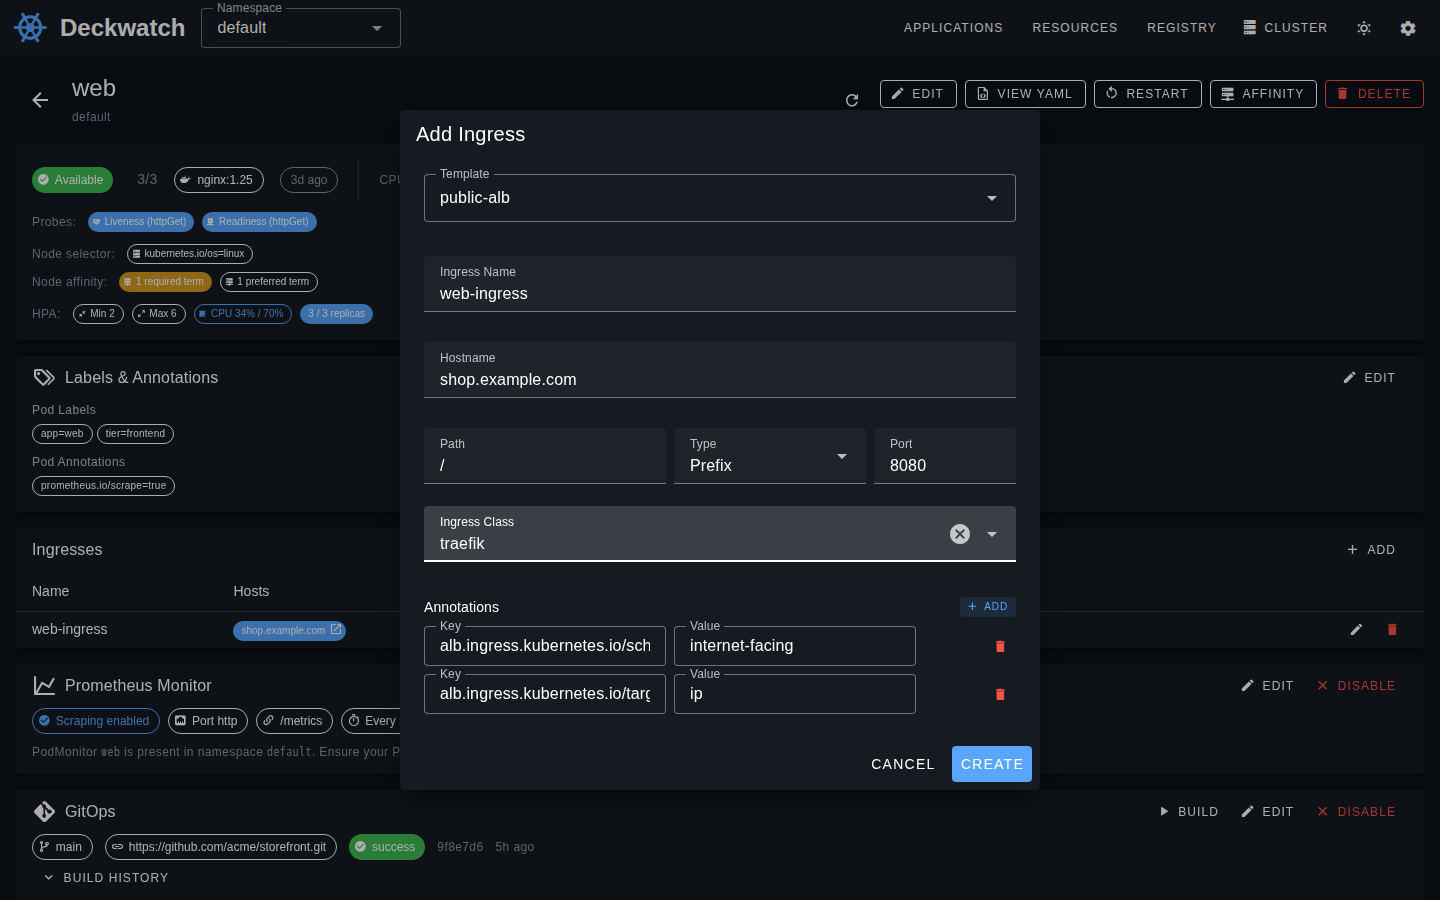 Deckwatch
Namespace
default
APPLICATIONS
RESOURCES
REGISTRY
CLUSTER
web
default
EDIT
VIEW YAML
RESTART
AFFINITY
DELETE
Available
3/3
nginx:1.25
3d ago
Probes:
Liveness (httpGet)
Readiness (httpGet)
Node selector:
kubernetes.io/os=linux
Node affinity:
1 required term
1 preferred term
HPA:
Min 2
Max 6
CPU 34% / 70%
3 / 3 replicas
Labels & Annotations
EDIT
Pod Labels
app=web
tier=frontend
Pod Annotations
prometheus.io/scrape=true
Ingresses
ADD
Name
Hosts
web-ingress
shop.example.com
Prometheus Monitor
EDIT
DISABLE
Scraping enabled
Port http
/metrics
Every
PodMonitor web is present in namespace default. Ensure your P
GitOps
BUILD
EDIT
DISABLE
main
https://github.com/acme/storefront.git
success
9f8e7d6
5h ago
BUILD HISTORY
Add Ingress
Template
public-alb
Ingress Name
web-ingress
Hostname
shop.example.com
Path
/
Type
Prefix
Port
8080
Ingress Class
traefik
Annotations
ADD
Key
alb.ingress.kubernetes.io/sch
Value
internet-facing
Key
alb.ingress.kubernetes.io/targ
Value
ip
CANCEL
CREATE